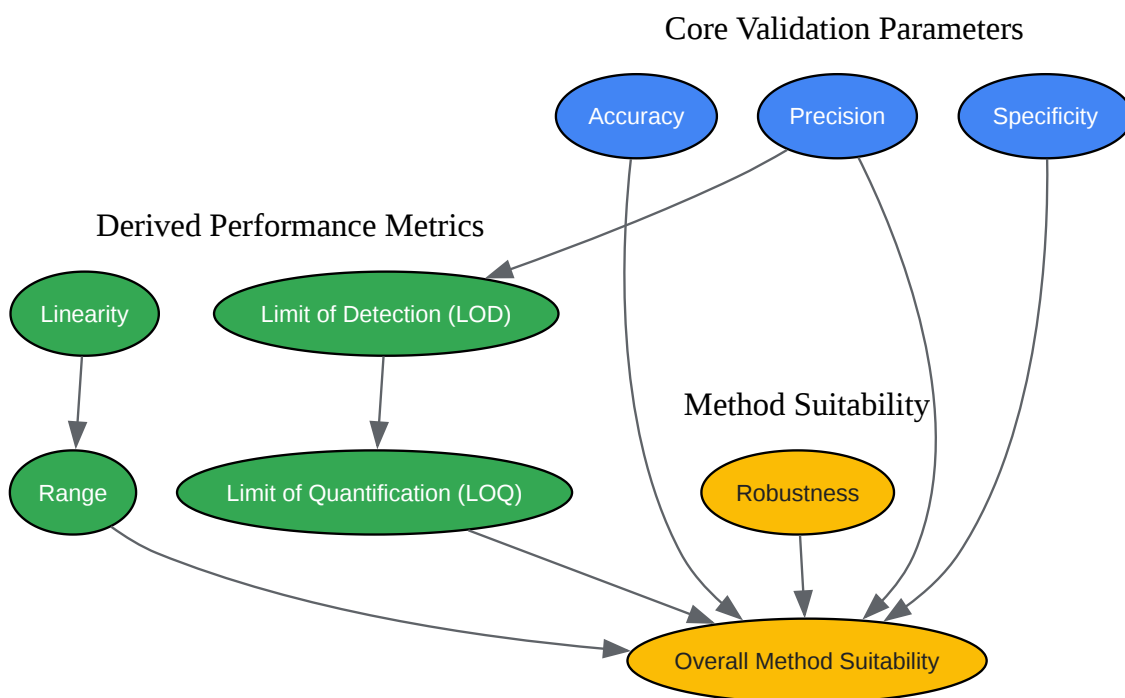 Core Validation Parameters
Accuracy
Precision
Specificity
Derived Performance Metrics
Linearity
Limit of Detection (LOD)
Method Suitability
Range
Limit of Quantification (LOQ)
Robustness
Overall Method Suitability